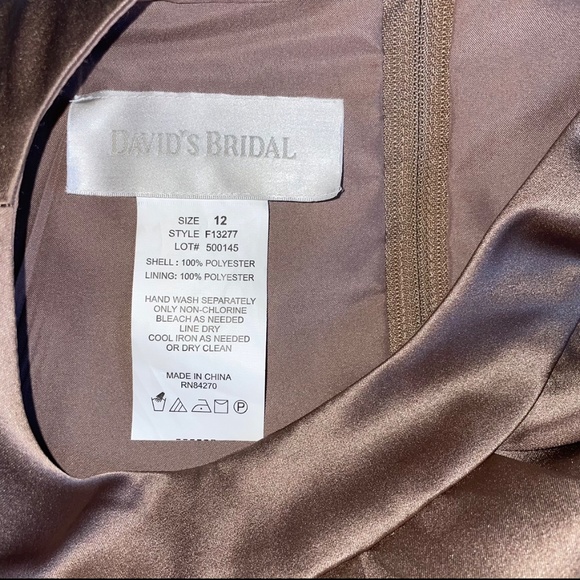 DAVID'S BRIDAL
SIZE 12
STYLE F13277
LOT# 500145
SHELL : 100% POLYESTER
LINING: 100% POLYESTER
HAND WASH SEPARATELY
ONLY NON-CHLORINE
BLEACH AS NEEDED
LINE DRY
COOL IRON AS NEEDED
OR DRY CLEAN
MADE IN CHINA
RN84270
P